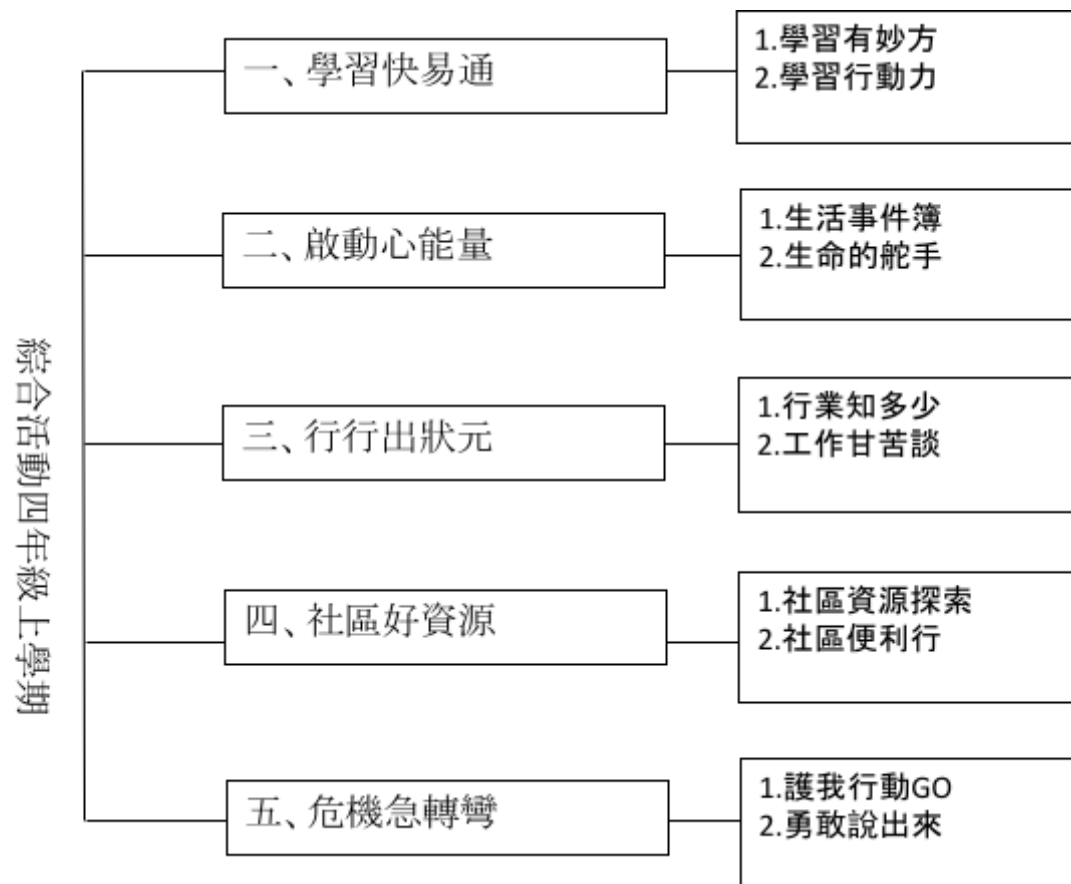 綜合活動四年級上學期
一、學習快易通
1.學習有妙方
2.學習行動力
二、啟動心能量
1.生活事件簿
2.生命的舵手
三、行行出狀元
1.行業知多少
2.工作甘苦談
四、社區好資源
1.社區資源探索
2.社區便利行
五、危機急轉彎
1.護我行動GO
2.勇敢說出來